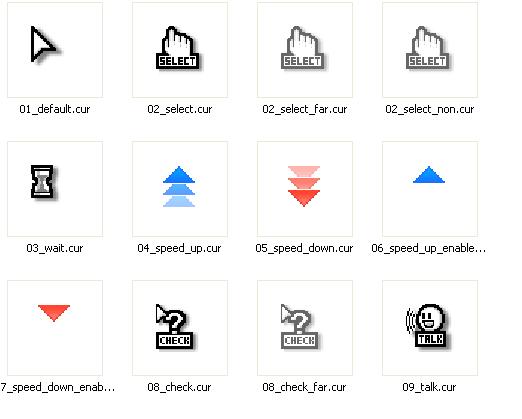 SELECT
SELECT
SELECT
01_default.cur
02_select.cur
02_select_far.cur
02_select_non.cur
03_wait.cur
04_speed_up.cur
05_speed_down.cur
06_speed_up_enable...
CHECK
CHECK
TALK
7_speed_down_enab...
08_check.cur
08_check_far.cur
09_talk.cur